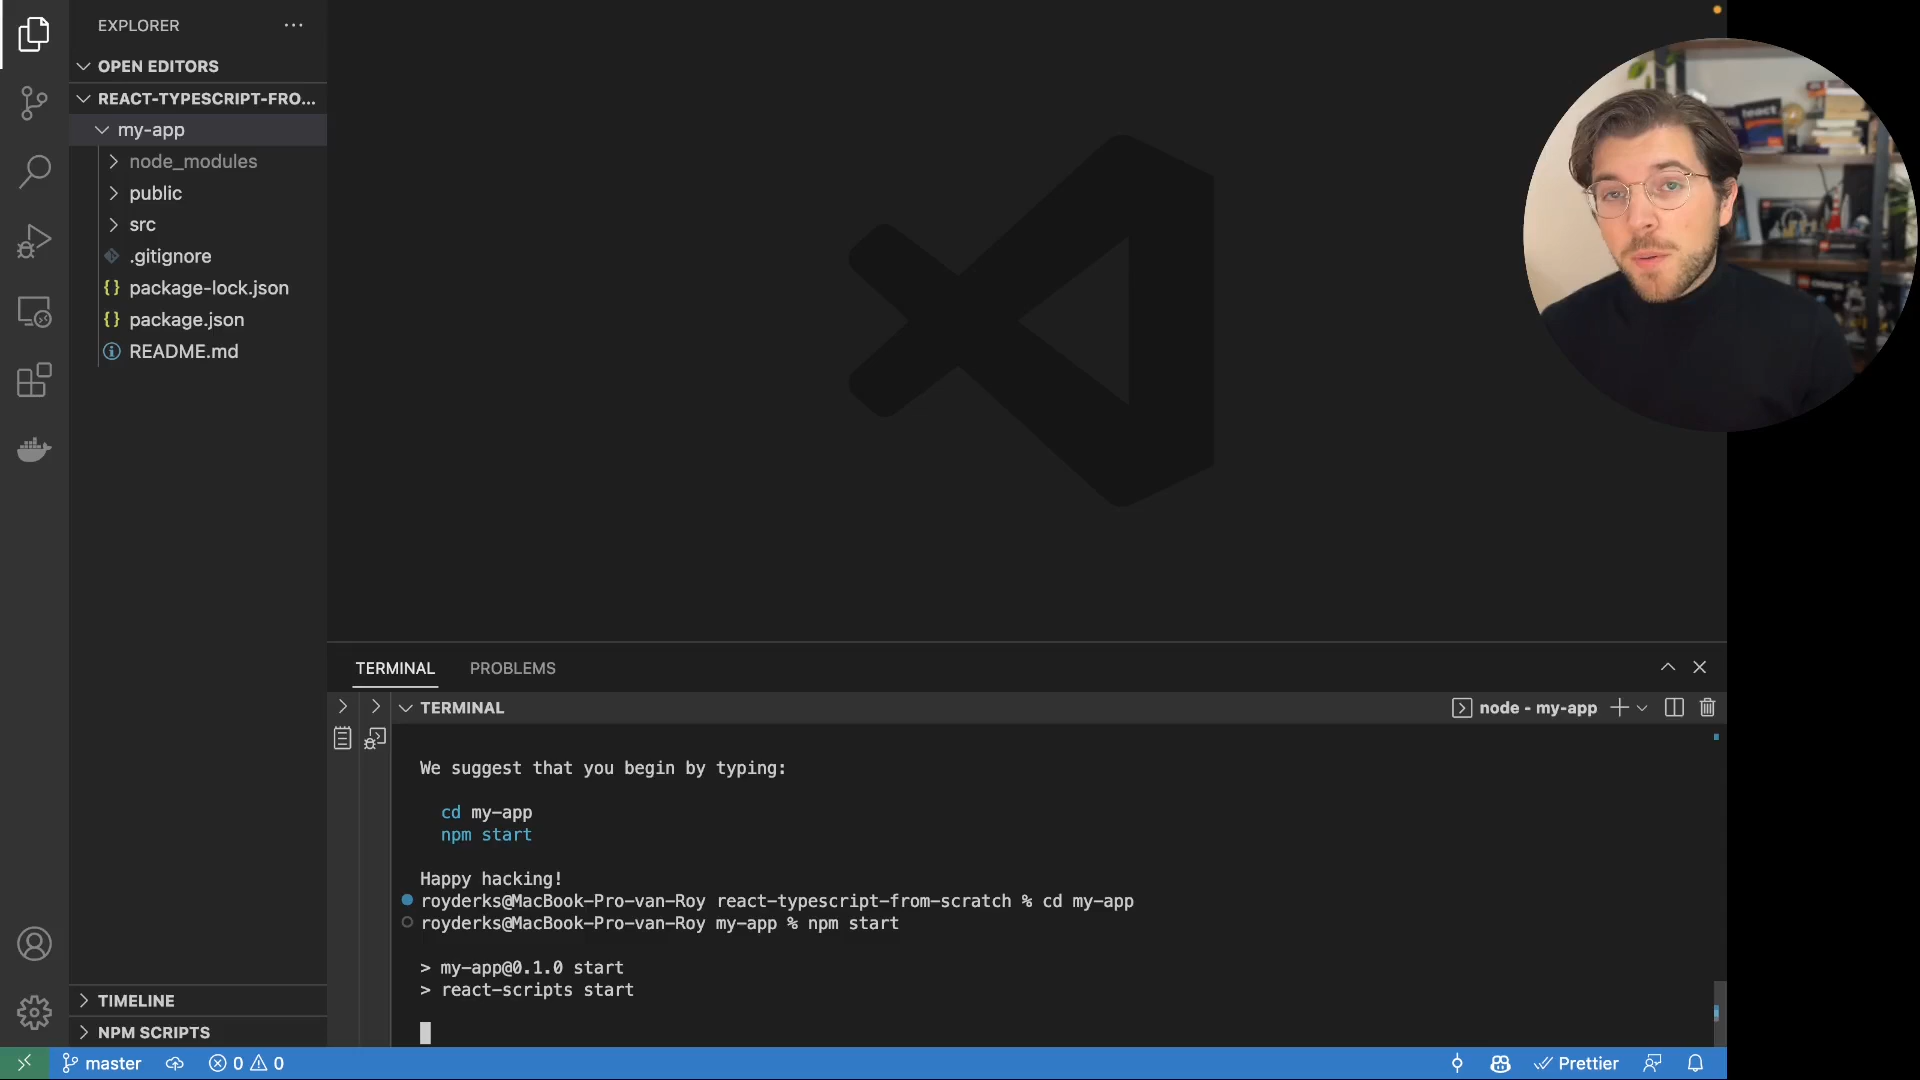 EXPLORER
OPEN EDITORS
REACT-TYPESCRIPT-FRO...
my-app
node_modules
public
src
.gitignore
package-lock.json
package.json
README.md
TIMELINE
NPM SCRIPTS
TERMINAL PROBLEMS
TERMINAL
node - my-app
We suggest that you begin by typing:
cd my-app
npm start
Happy hacking!
royderks@MacBook-Pro-van-Roy react-typescript-from-scratch % cd my-app
royderks@MacBook-Pro-van-Roy my-app % npm start
> my-app@0.1.0 start
> react-scripts start
master 0 0 Prettier
react